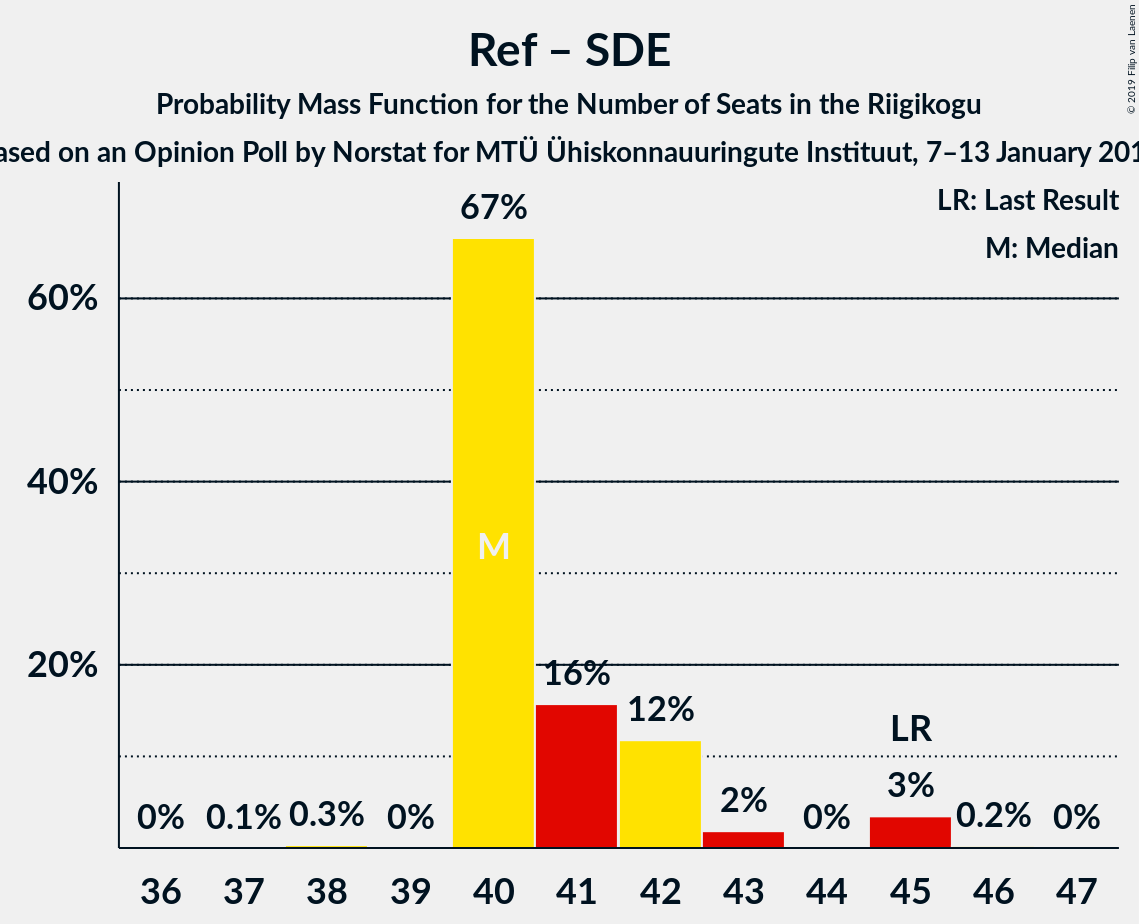 Ref – SDE
Probability Mass Function for the Number of Seats in the Riigikogu
ased on an Opinion Poll by Norstat for MTÜ Ühiskonnauuringute Instituut, 7–13 January 201
© 2019 Filip van Laenen
LR: Last Result
M: Median
67%
60%
M
40%
20%
16%
12%
LR
0%
0.1%
0.3%
0%
2%
0%
3%
0.2%
0%
36 37 38 39 40 41 42 43 44 45 46 47